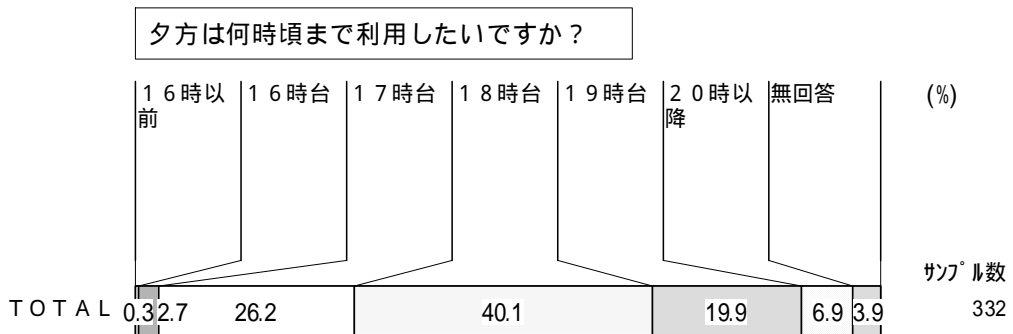 夕方は何時頃まで利用したいですか？
１６時以前 １６時台 １７時台 １８時台 １９時台 ２０時以降 無回答 (%)
ｻﾝﾌﾟﾙ数
ＴＯＴＡＬ 0.3 2.7 26.2 40.1 19.9 6.9 3.9 332